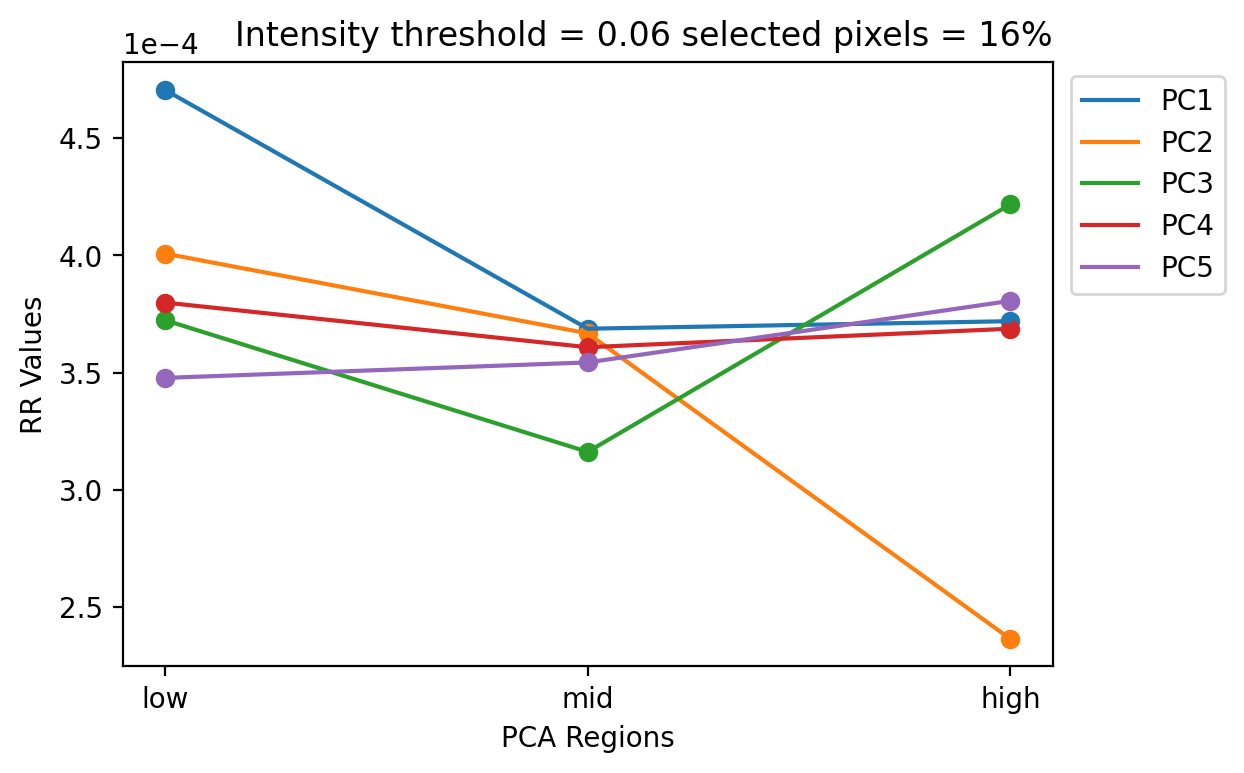 Intensity threshold = 0.06 selected pixels = 16%
1e−4
4.5
4.0
3.5
3.0
2.5
RR Values
low
mid
high
PCA Regions
PC1
PC2
PC3
PC4
PC5